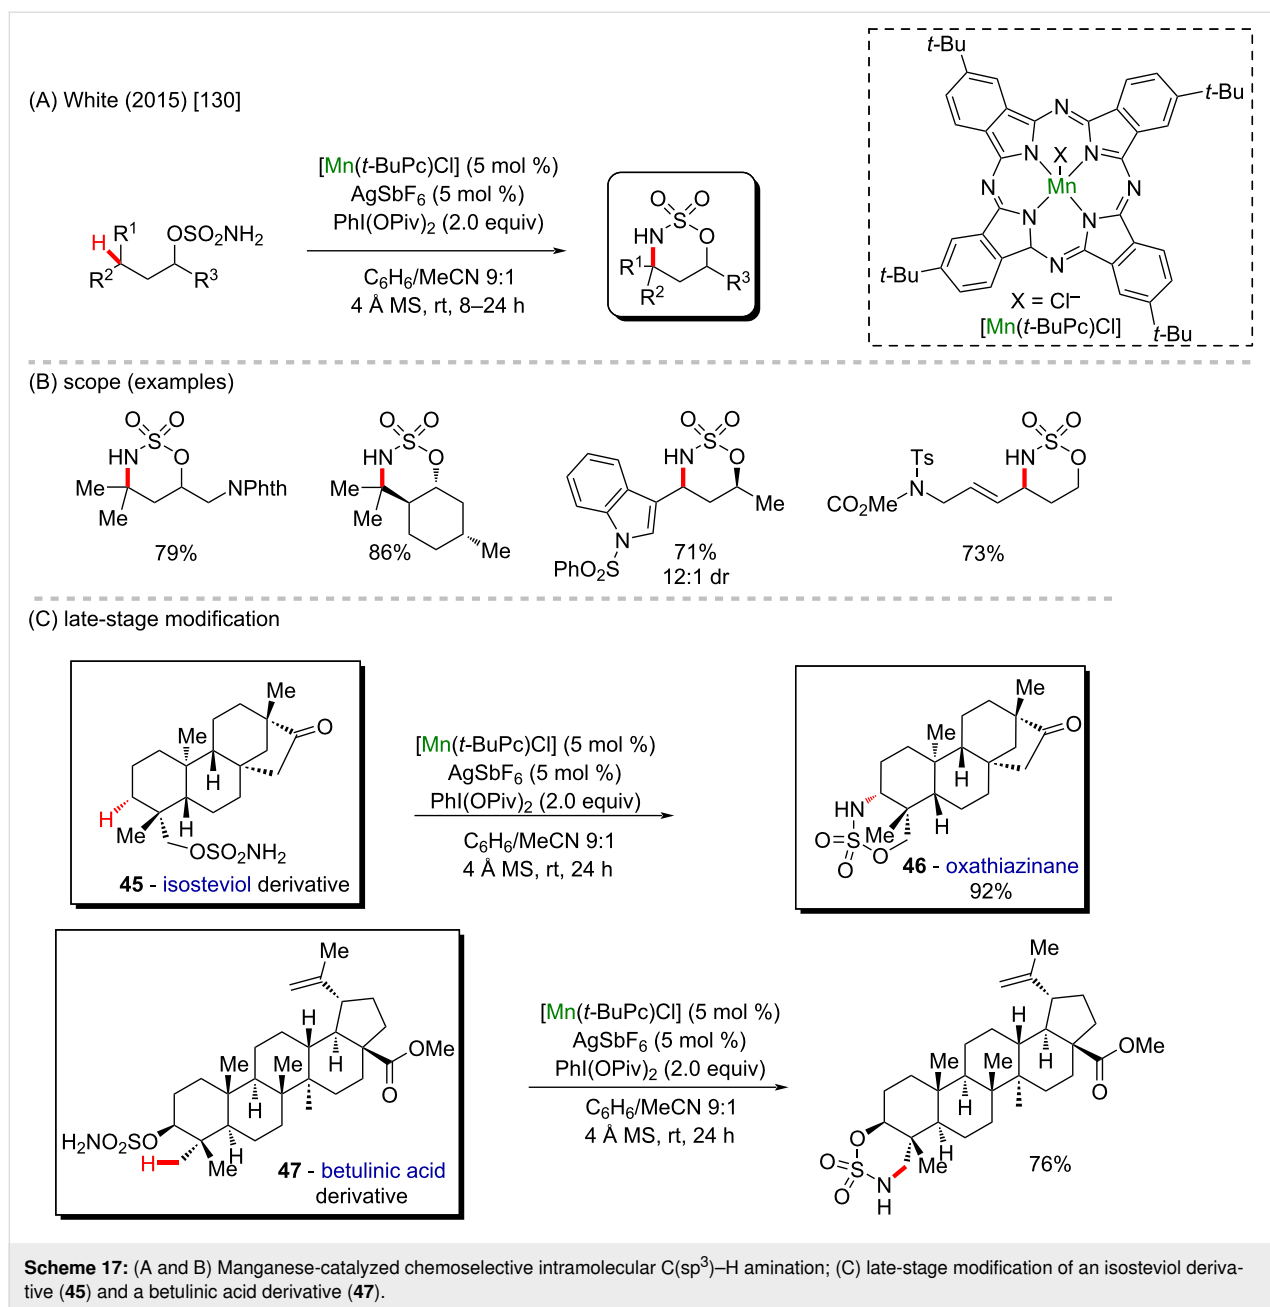 (A) White (2015) [130]
[Mn(t-BuPc)Cl] (5 mol %)
AgSbF6 (5 mol %)
PhI(OPiv)2 (2.0 equiv)
C6H6/MeCN 9:1
4 Å MS, rt, 8–24 h
H
R1
OSO2NH2
R2
R3
O O
S
HN
O
R1
R2
R3
t-Bu
t-Bu
N
N X N
N Mn N
N N
N
t-Bu
t-Bu
X = Cl–
[Mn(t-BuPc)Cl]
(B) scope (examples)
O O
S
HN O
Me
Me
NPhth
79%
O O
S
HN O
Me
Me
Me
86%
O O
S
HN O
Me
N
PhO2S
71%
12:1 dr
O O
S
HN O
Ts
N
CO2Me
73%
(C) late-stage modification
Me
O
Me
H
H
H
Me
OSO2NH2
45 - isosteviol derivative
[Mn(t-BuPc)Cl] (5 mol %)
AgSbF6 (5 mol %)
PhI(OPiv)2 (2.0 equiv)
C6H6/MeCN 9:1
4 Å MS, rt, 24 h
Me
O
Me
H
HN
H
Me
O S
O
O
46 - oxathiazinane
92%
Me
H
Me Me
H
OMe
O
H
H2NO2SO
H
H
Me
47 - betulinic acid
derivative
[Mn(t-BuPc)Cl] (5 mol %)
AgSbF6 (5 mol %)
PhI(OPiv)2 (2.0 equiv)
C6H6/MeCN 9:1
4 Å MS, rt, 24 h
Me
H
Me Me
H
OMe
O
H
O
H
Me
O S
O
N
H
76%
Scheme 17: (A and B) Manganese-catalyzed chemoselective intramolecular C(sp3)–H amination; (C) late-stage modification of an isosteviol deriva-
tive (45) and a betulinic acid derivative (47).